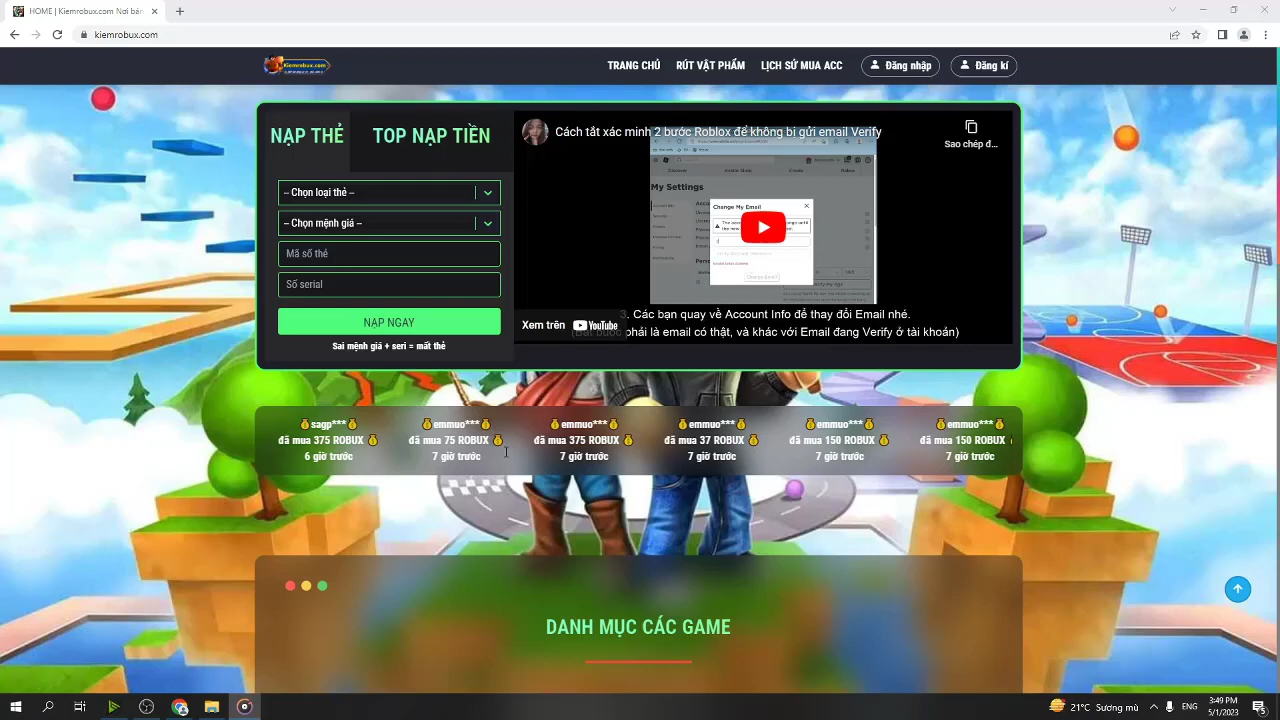 HOME | Kiemrobux.com Nơi bán
kiemrobux.com
Kiemrobux.com
TRANG CHỦ
RÚT VẬT PHẨM
LỊCH SỬ MUA ACC
Đăng nhập
Đăng kí
NẠP THẺ
TOP NẠP TIỀN
-- Chọn loại thẻ --
-- Chọn mệnh giá --
Mã số thẻ
Số serial
NẠP NGAY
Sai mệnh giá + seri = mất thẻ
Cách tắt xác minh 2 bước Roblox để không bị gửi email Verify
Sao chép đ...
My Settings
Change My Email
3. Các bạn quay về Account Info để thay đổi Email nhé.
phải là email có thật, và khác với Email đang Verify ở tài khoản)
Xem trên YouTube
💰sagp***💰
đã mua 375 ROBUX 💰
6 giờ trước
💰emmuo***💰
đã mua 75 ROBUX 💰
7 giờ trước
💰emmuo***💰
đã mua 375 ROBUX 💰
7 giờ trước
💰emmuo***💰
đã mua 37 ROBUX 💰
7 giờ trước
💰emmuo***💰
đã mua 150 ROBUX 💰
7 giờ trước
💰emmuo***💰
đã mua 150 ROBUX
7 giờ trước
DANH MỤC CÁC GAME
21°C Sương mù
ENG
3:49 PM
5/1/2023